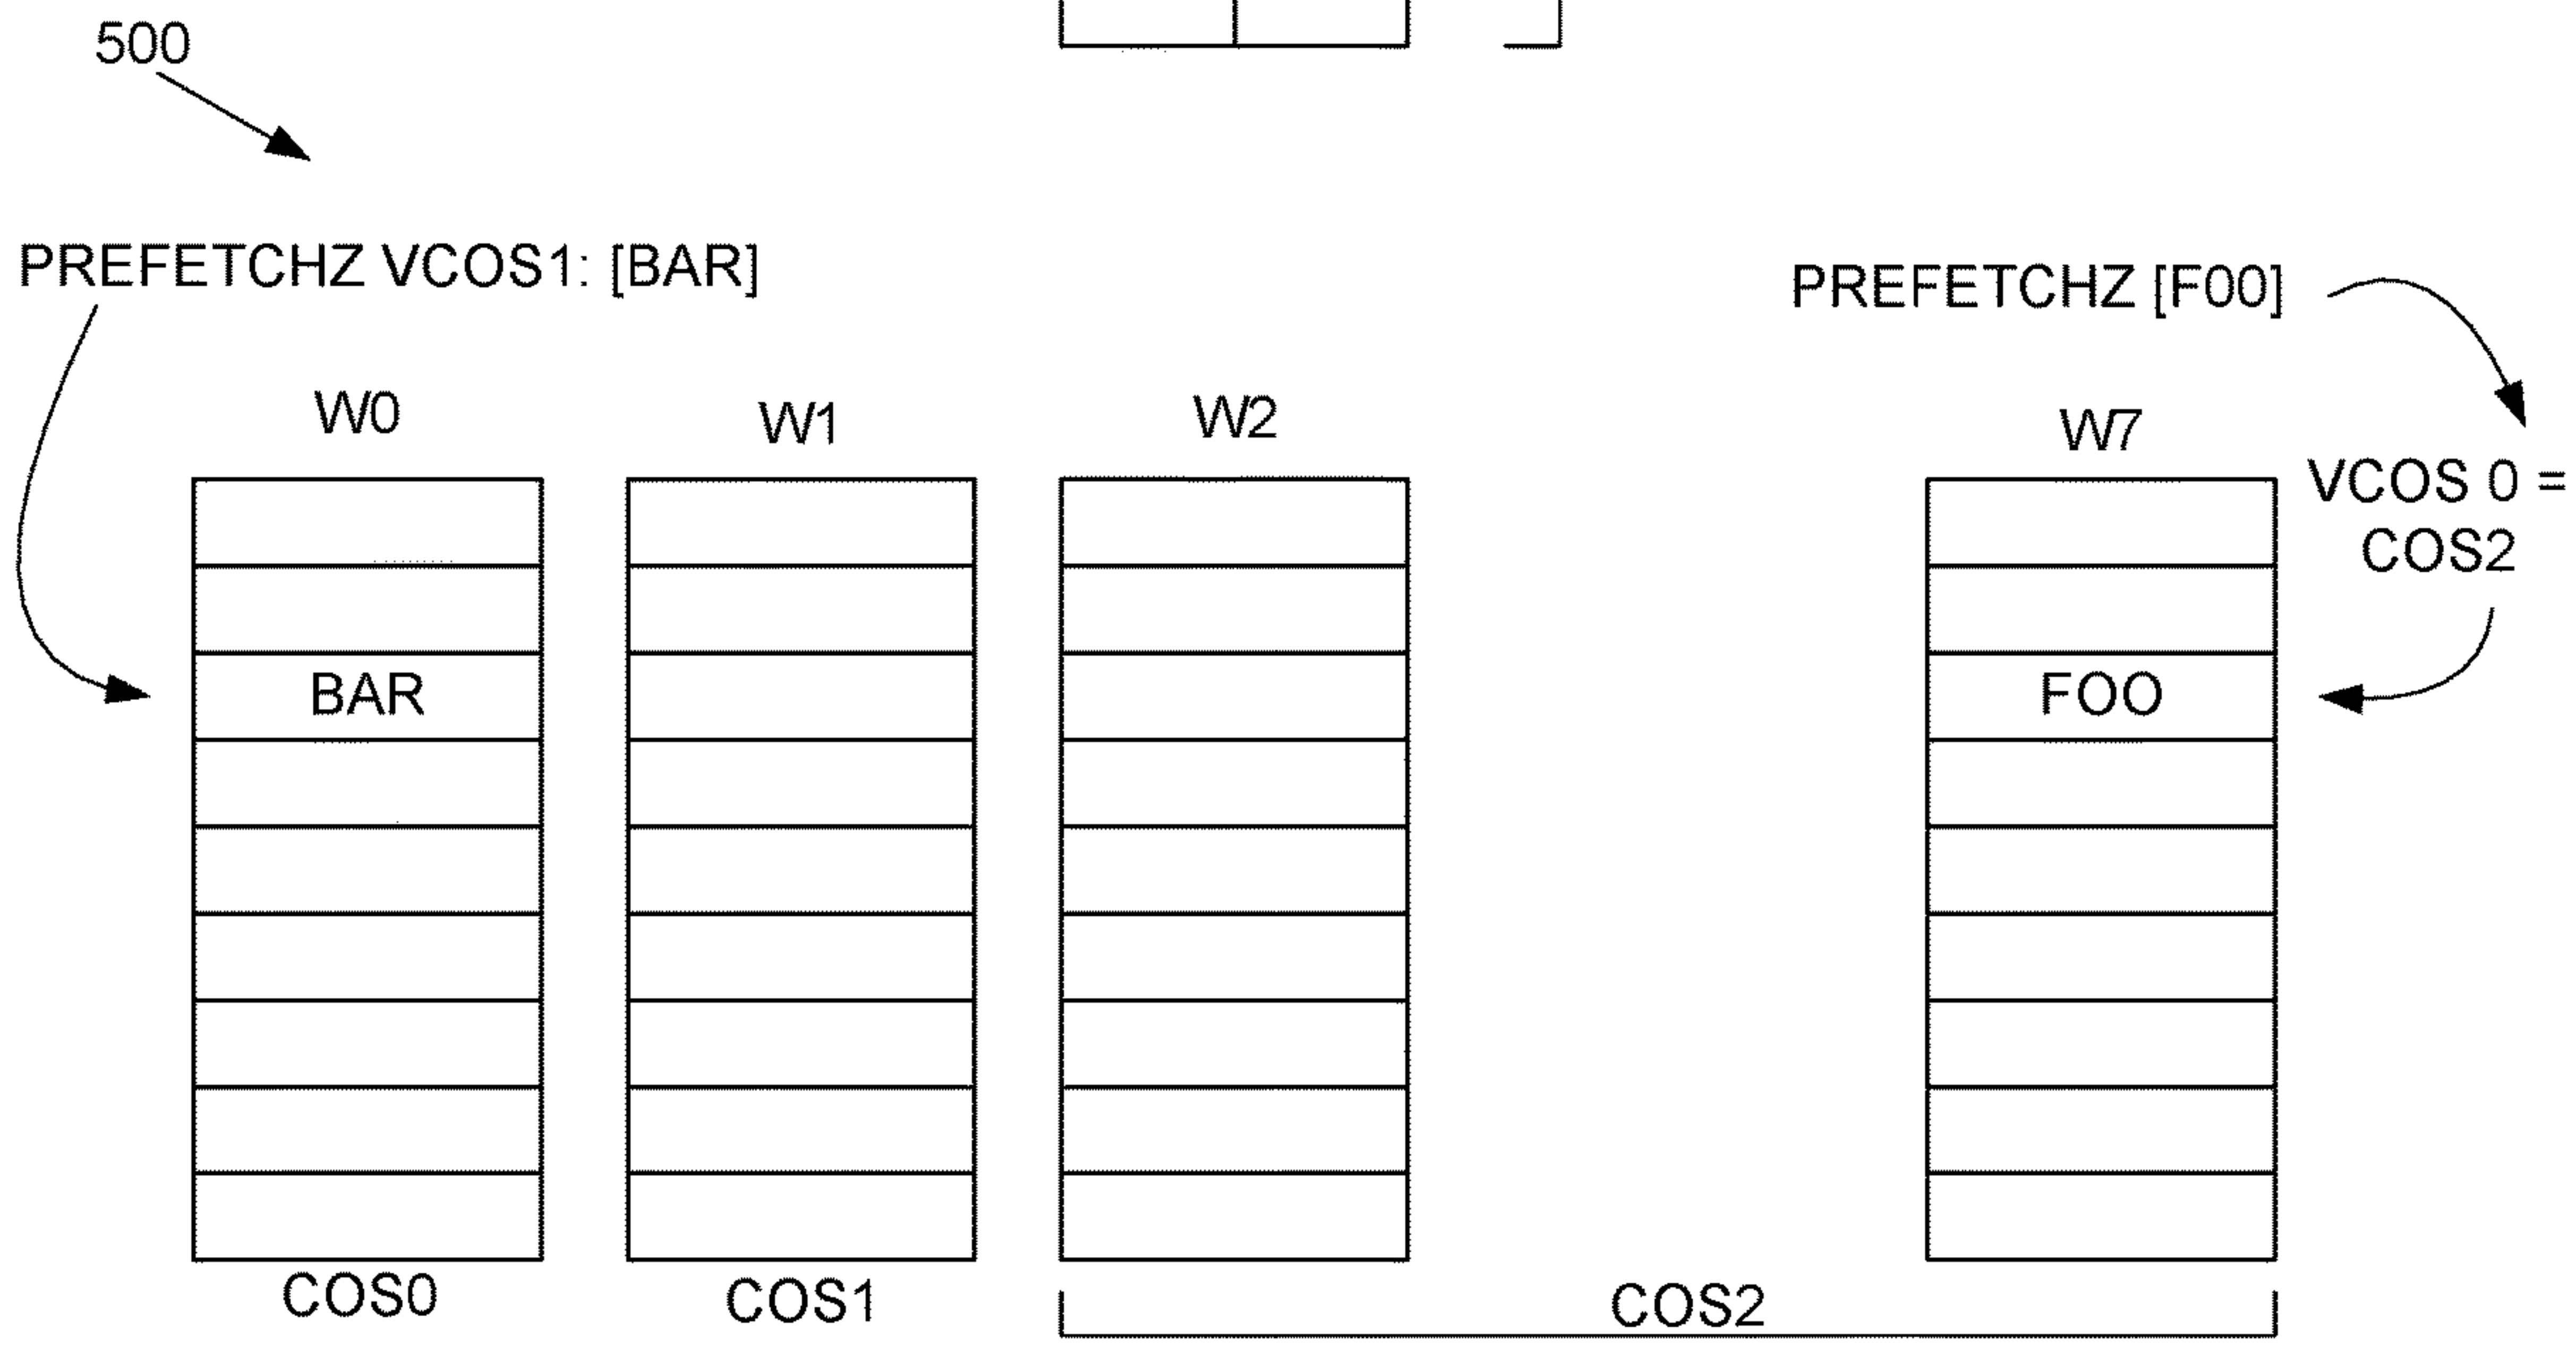 500
PREFETCHZ VCOS1: [BAR]
PREFETCHZ [F00]
W0
W1
W2
W7
VCOS 0 =
COS2
BAR
FOO
COS0
COS1
COS2